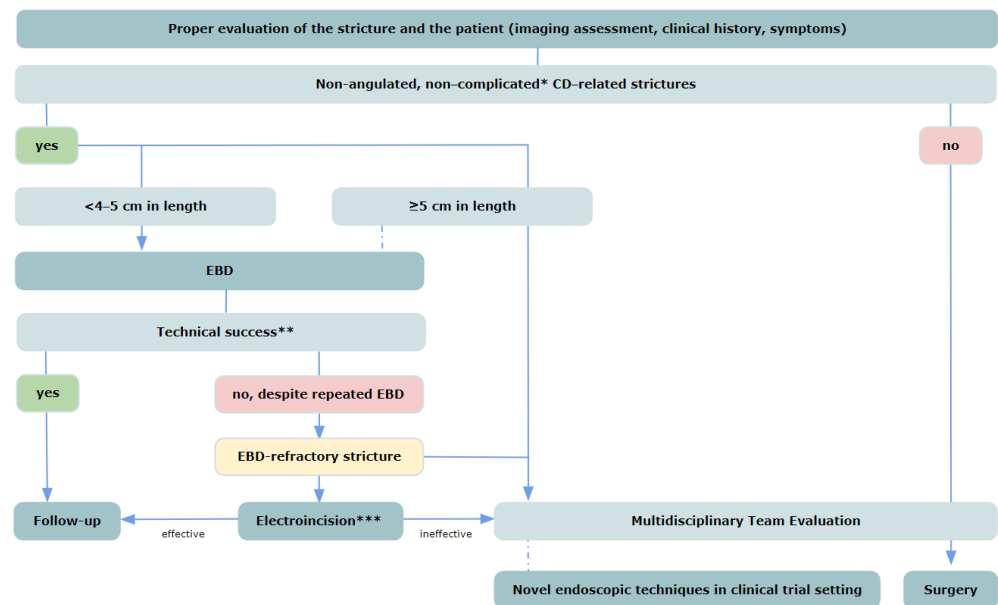 Proper evaluation of the stricture and the patient (imaging assessment, clinical history, symptoms)
Non-angulated, non–complicated* CD–related strictures
yes
no
<4–5 cm in length
≥5 cm in length
EBD
Technical success**
yes
no, despite repeated EBD
EBD-refractory stricture
Follow-up
effective
Electroincision***
ineffective
Multidisciplinary Team Evaluation
Novel endoscopic techniques in clinical trial setting
Surgery